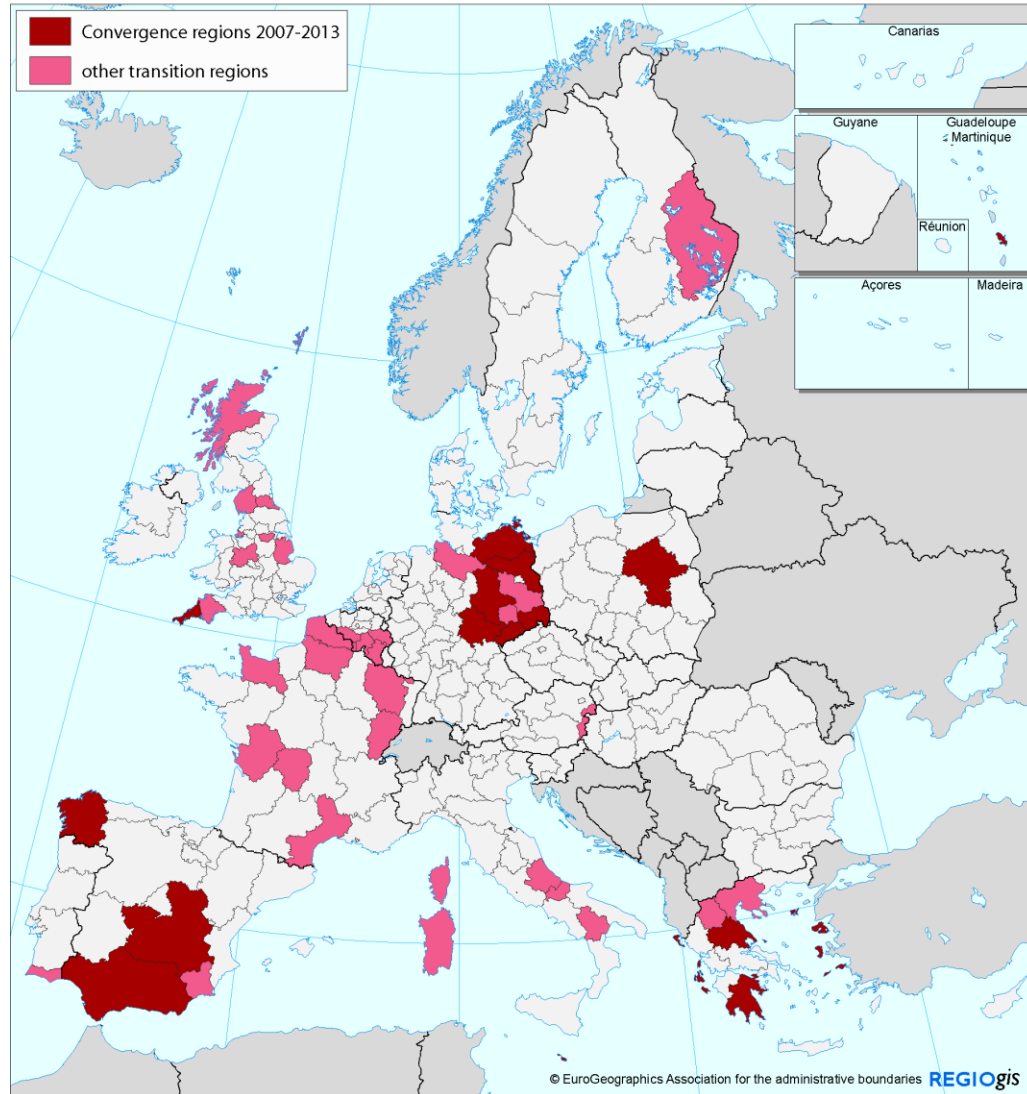 Convergence regions 2007-2013
other transition regions
Canarias
Guyane
Guadeloupe
Martinique
Réunion
Açores
Madeira
© EuroGeographics Association for the administrative boundaries REGIOgis